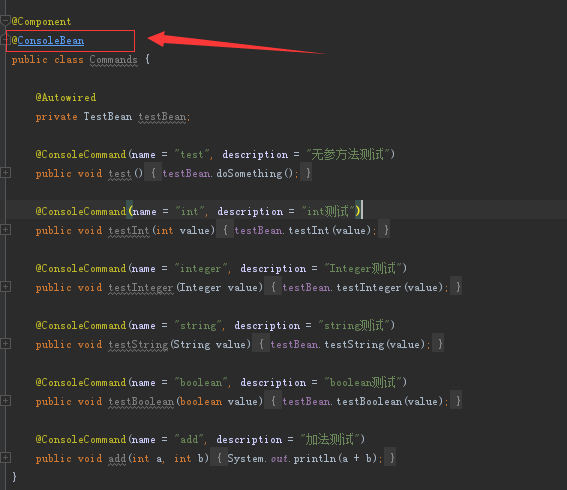 @Component
@ConsoleBean
public class Commands {
@Autowired
private TestBean testBean;
@ConsoleCommand(name = "test", description = "无参方法测试")
public void test() { testBean.doSomething(); }
@ConsoleCommand(name = "int", description = "int测试")
public void testInt(int value) { testBean.testInt(value); }
@ConsoleCommand(name = "integer", description = "Integer测试")
public void testInteger(Integer value) { testBean.testInteger(value); }
@ConsoleCommand(name = "string", description = "string测试")
public void testString(String value) { testBean.testString(value); }
@ConsoleCommand(name = "boolean", description = "boolean测试")
public void testBoolean(boolean value) { testBean.testBoolean(value); }
@ConsoleCommand(name = "add", description = "加法测试")
public void add(int a, int b) { System.out.println(a + b); }
}